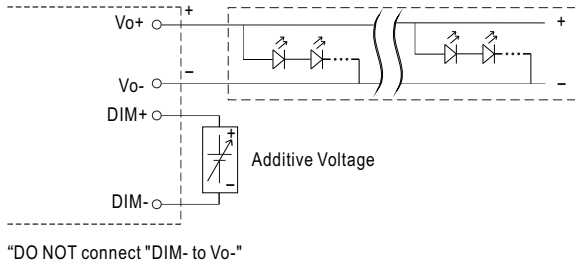 Vo+
+
+
Vo-
−
−
DIM+
+
Additive Voltage
−
DIM-
“DO NOT connect "DIM- to Vo-"